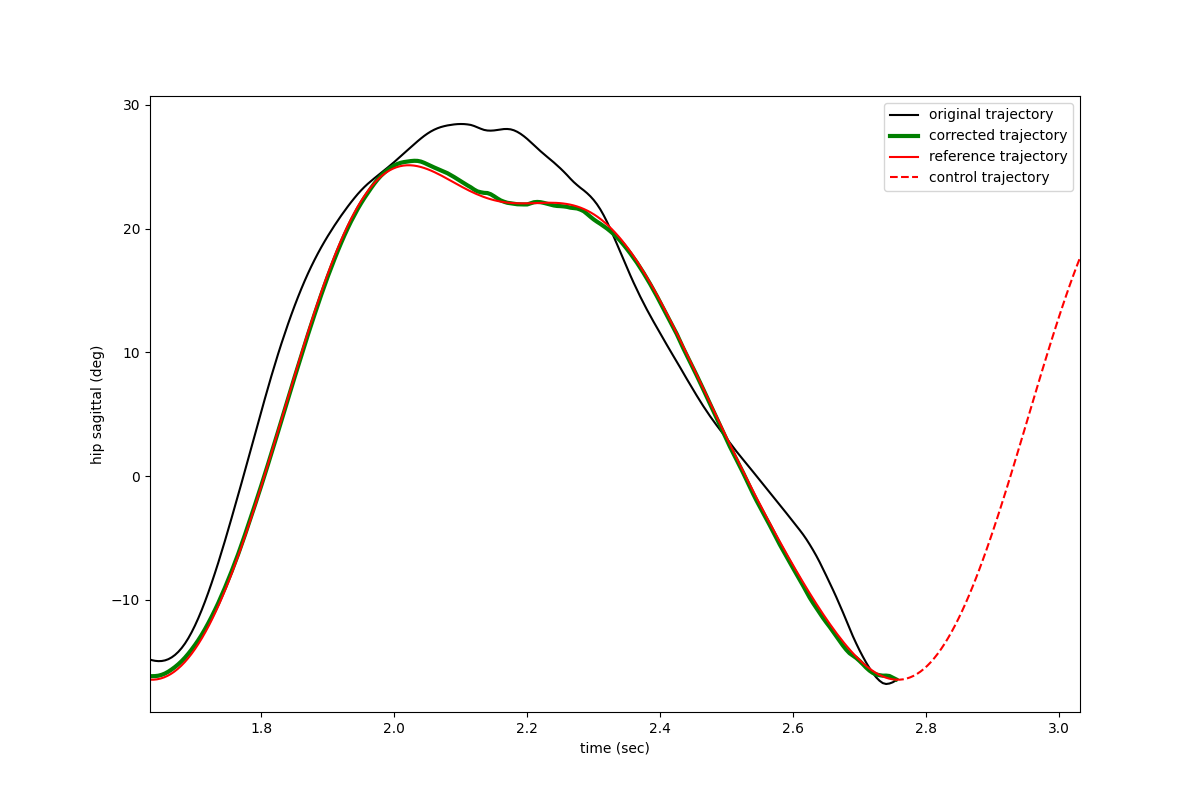 original trajectory
corrected trajectory
reference trajectory
control trajectory
30
20
10
0
−10
hip sagittal (deg)
1.8 2.0 2.2 2.4 2.6 2.8 3.0
time (sec)